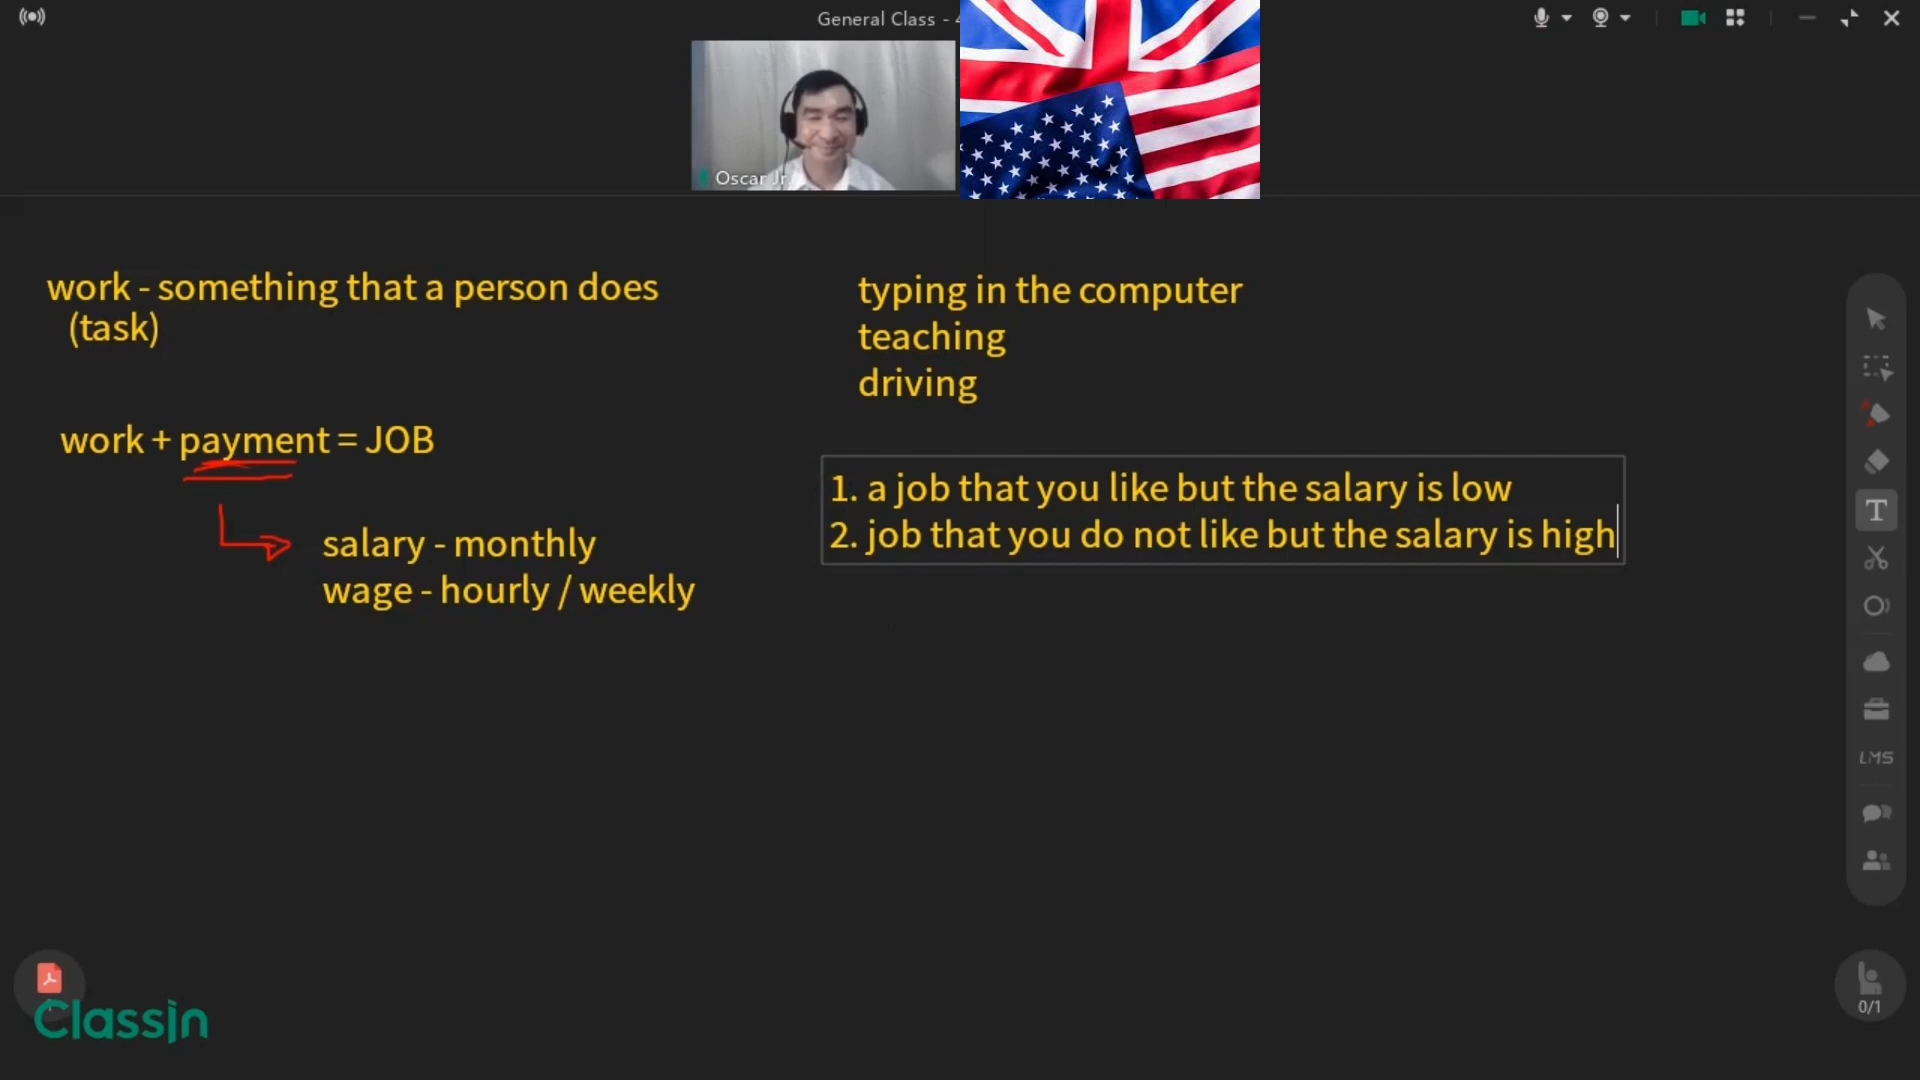 General Class - 4
Oscar Jr
work - something that a person does
(task)
typing in the computer
teaching
driving
work + payment = JOB
salary - monthly
wage - hourly / weekly
1. a job that you like but the salary is low
2. job that you do not like but the salary is high
T
LMS
ClassIn
0/1